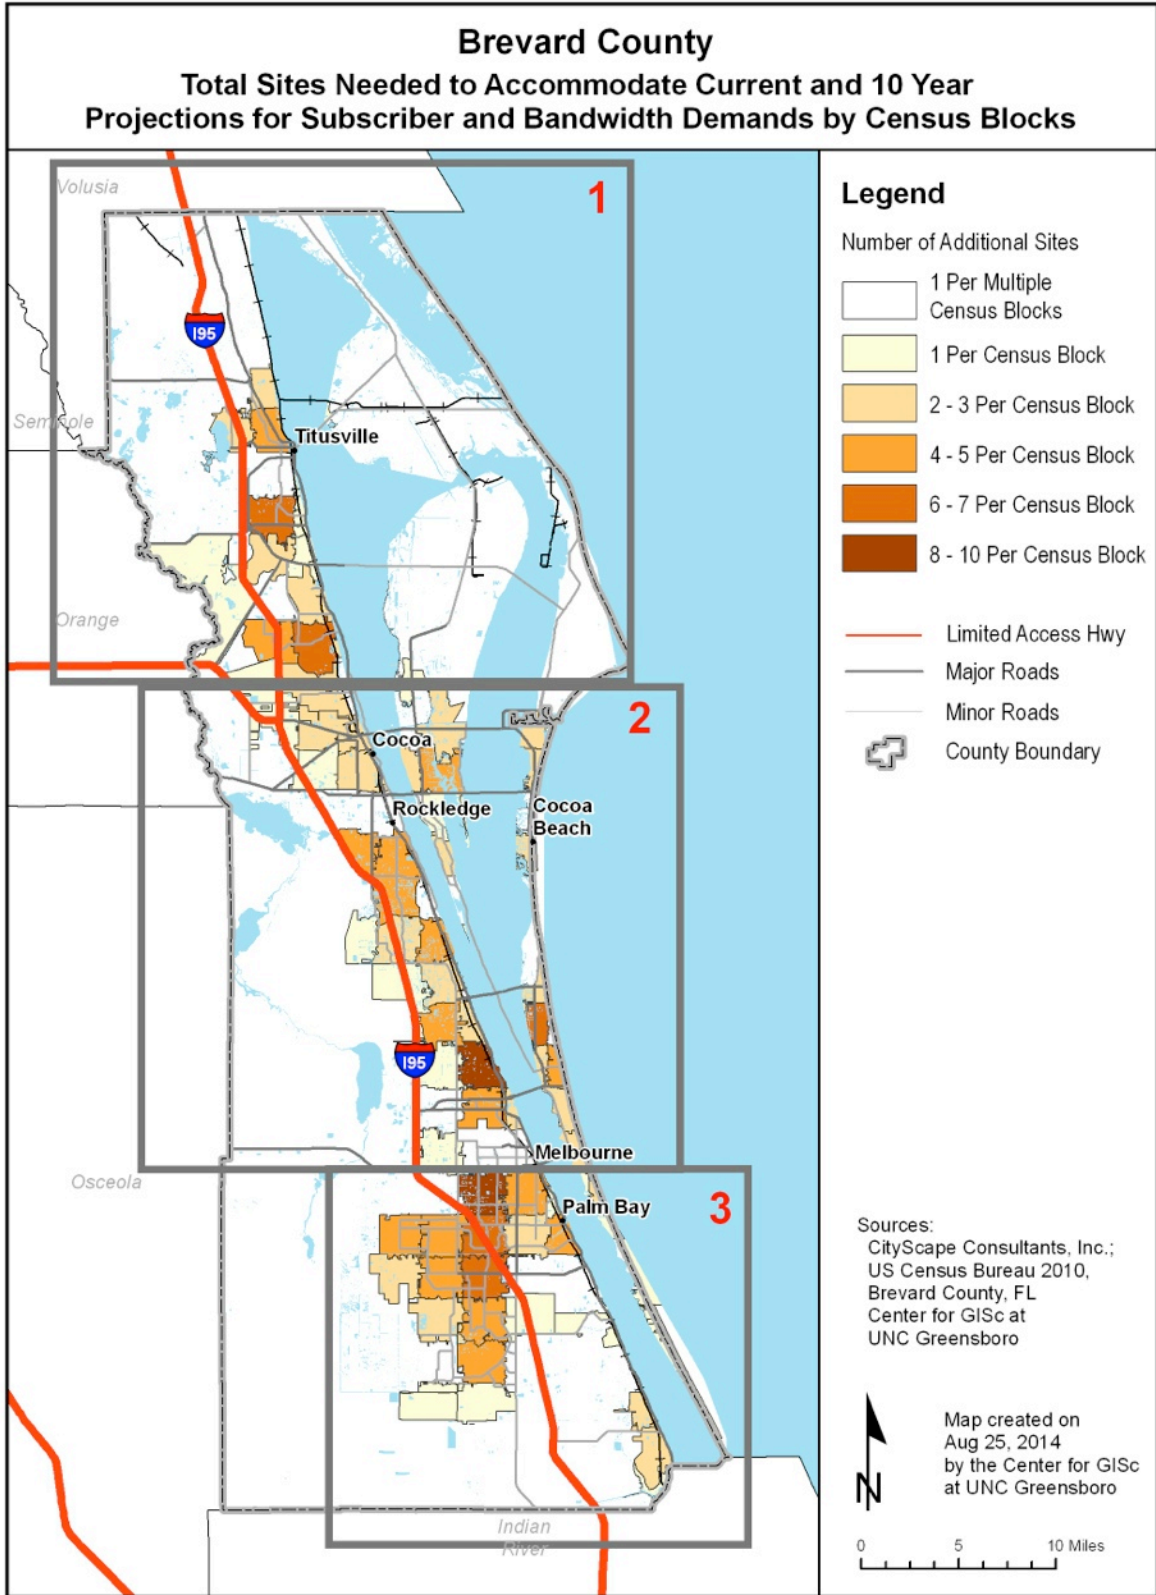 Brevard County
Total Sites Needed to Accommodate Current and 10 Year
Projections for Subscriber and Bandwidth Demands by Census Blocks
Volusia
1
I95
Seminole
Titusville
Orange
2
Cocoa
Rockledge
Cocoa
Beach
I95
Melbourne
Osceola
3
Palm Bay
Indian
River
Legend
Number of Additional Sites
1 Per Multiple
Census Blocks
1 Per Census Block
2 - 3 Per Census Block
4 - 5 Per Census Block
6 - 7 Per Census Block
8 - 10 Per Census Block
Limited Access Hwy
Major Roads
Minor Roads
County Boundary
Sources:
CityScape Consultants, Inc.;
US Census Bureau 2010,
Brevard County, FL
Center for GISc at
UNC Greensboro
Map created on
Aug 25, 2014
by the Center for GISc
at UNC Greensboro
N
0 5 10 Miles